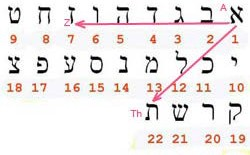 A
Z
א ב ג ד ה ו ז ח ט
1 2 3 4 5 6 7 8 9
י כ ל מ נ ס ע פ צ
10 11 12 13 14 15 16 17 18
Th
ק ר ש ת
19 20 21 22